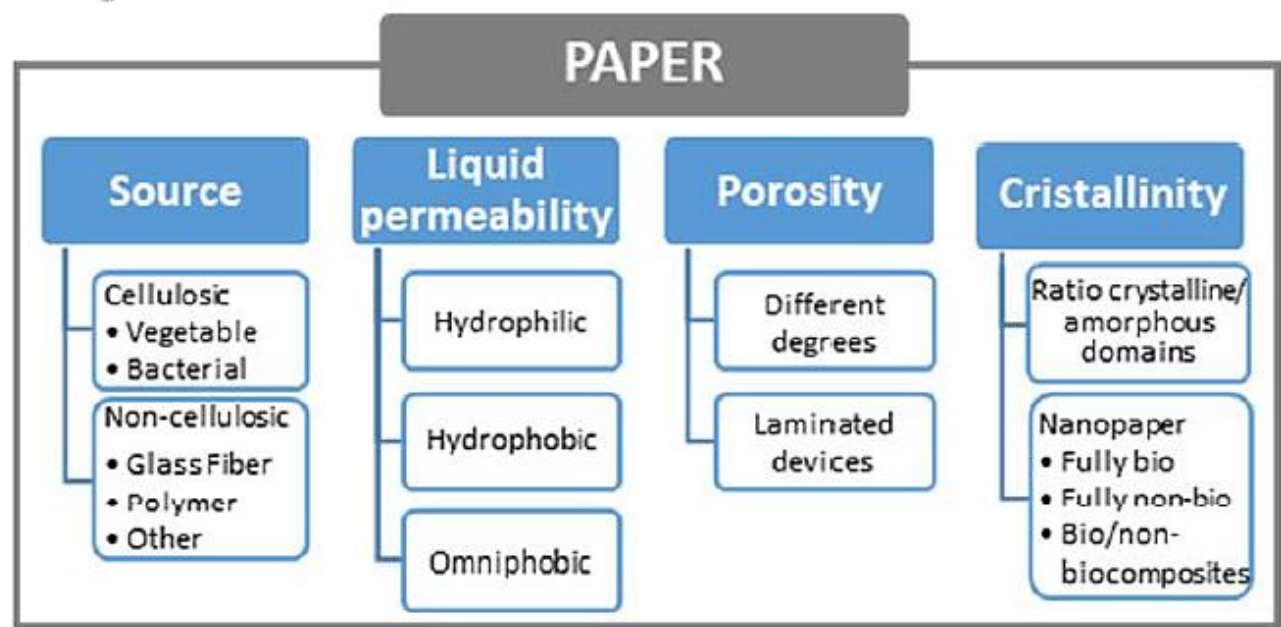 PAPER
Source
Cellulosic
• Vegetable
• Bacterial
Non-cellulosic
• Glass Fiber
• Polymer
• Other
Liquid
permeability
Hydrophilic
Hydrophobic
Omniphobic
Porosity
Different
degrees
Laminated
devices
Cristallinity
Ratio crystalline/
amorphous
domains
Nanopaper
• Fully bio
• Fully non-bio
• Bio/non-
biocomposites